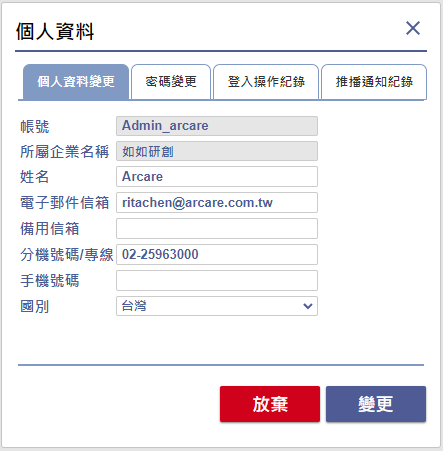 個人資料
個人資料變更 密碼變更 登入操作紀錄 推播通知紀錄
帳號 Admin_arcare
所屬企業名稱 如如研創
姓名 Arcare
電子郵件信箱 ritachen@arcare.com.tw
備用信箱
分機號碼/專線 02-25963000
手機號碼
國別 台灣
放棄 變更